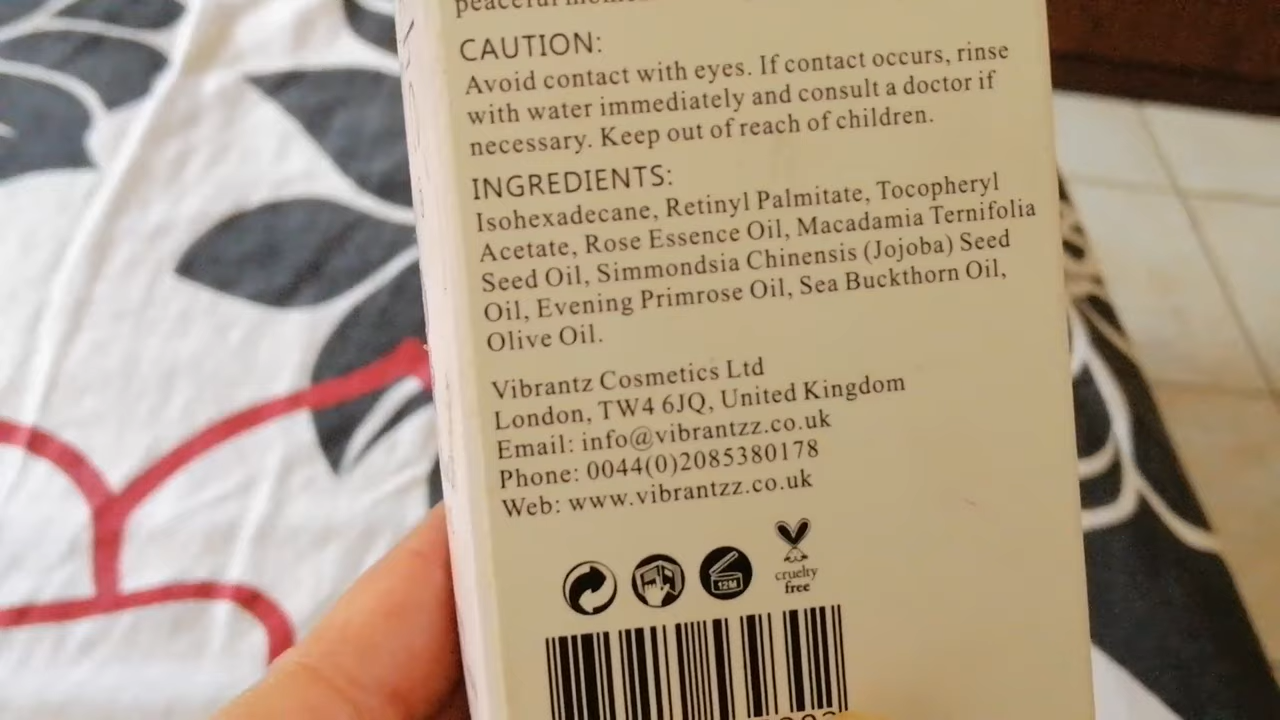 peaceful
CAUTION:
Avoid contact with eyes. If contact occurs, rinse
with water immediately and consult a doctor if
necessary. Keep out of reach of children.
INGREDIENTS:
Isohexadecane, Retinyl Palmitate, Tocopheryl
Acetate, Rose Essence Oil, Macadamia Ternifolia
Seed Oil, Simmondsia Chinensis (Jojoba) Seed
Oil, Evening Primrose Oil, Sea Buckthorn Oil,
Olive Oil.
Vibrantz Cosmetics Ltd
London, TW4 6JQ, United Kingdom
Email: info@vibrantzz.co.uk
Phone: 0044(0)2085380178
Web: www.vibrantzz.co.uk
12M
cruelty
free